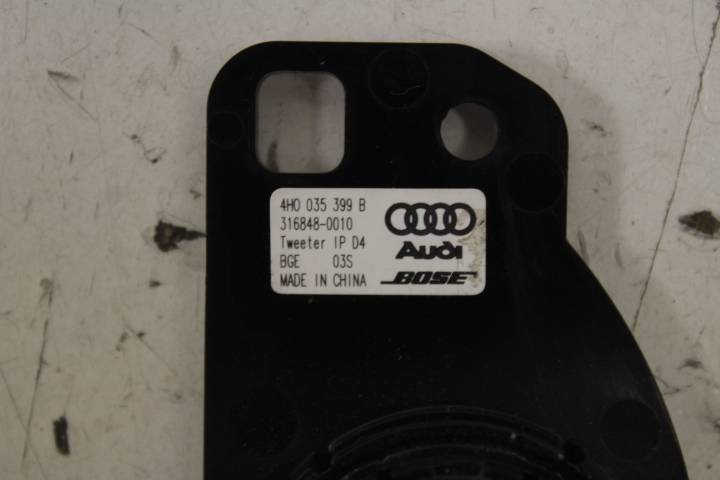 4H0 035 399 B
316848-0010
Tweeter IP D4
BGE 03S
MADE IN CHINA
Audi
BOSE